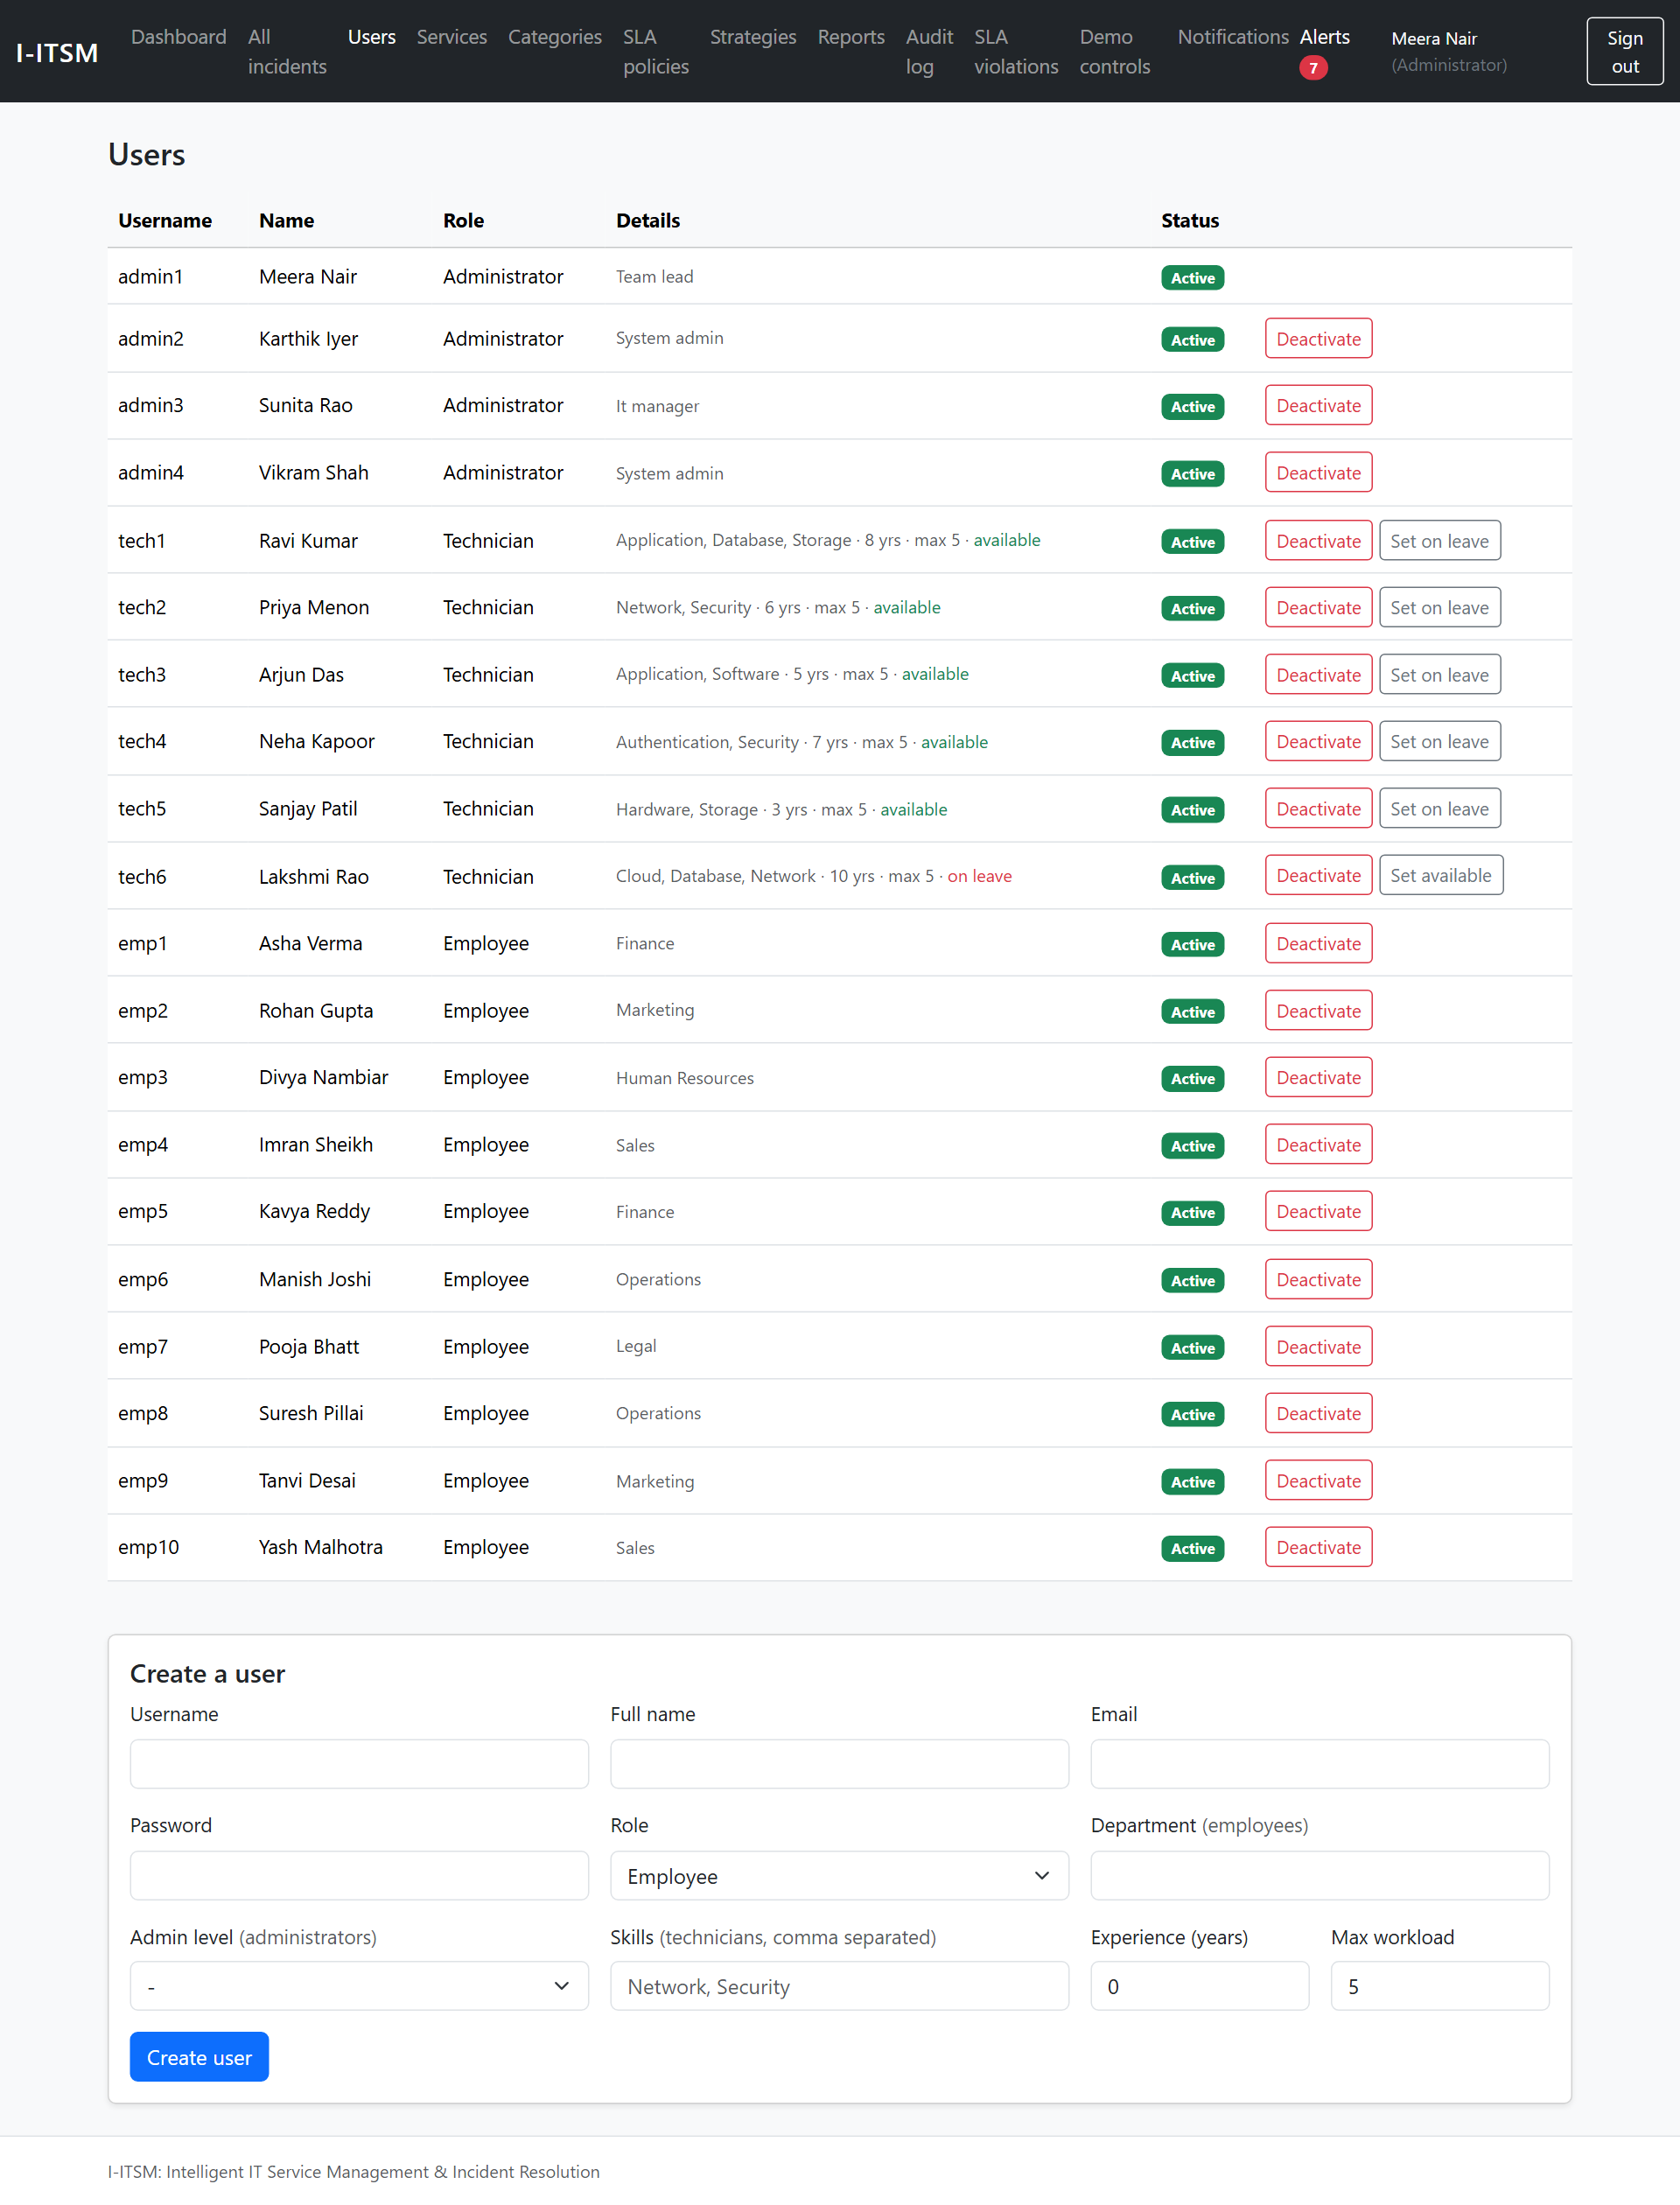 I-ITSM Dashboard All incidents Users Services Categories SLA policies Strategies Reports Audit log SLA violations Demo controls Notifications Alerts 7 Meera Nair (Administrator) Sign out
Users
Username Name Role Details Status
admin1 Meera Nair Administrator Team lead Active
admin2 Karthik Iyer Administrator System admin Active Deactivate
admin3 Sunita Rao Administrator It manager Active Deactivate
admin4 Vikram Shah Administrator System admin Active Deactivate
tech1 Ravi Kumar Technician Application, Database, Storage · 8 yrs · max 5 · available Active Deactivate Set on leave
tech2 Priya Menon Technician Network, Security · 6 yrs · max 5 · available Active Deactivate Set on leave
tech3 Arjun Das Technician Application, Software · 5 yrs · max 5 · available Active Deactivate Set on leave
tech4 Neha Kapoor Technician Authentication, Security · 7 yrs · max 5 · available Active Deactivate Set on leave
tech5 Sanjay Patil Technician Hardware, Storage · 3 yrs · max 5 · available Active Deactivate Set on leave
tech6 Lakshmi Rao Technician Cloud, Database, Network · 10 yrs · max 5 · on leave Active Deactivate Set available
emp1 Asha Verma Employee Finance Active Deactivate
emp2 Rohan Gupta Employee Marketing Active Deactivate
emp3 Divya Nambiar Employee Human Resources Active Deactivate
emp4 Imran Sheikh Employee Sales Active Deactivate
emp5 Kavya Reddy Employee Finance Active Deactivate
emp6 Manish Joshi Employee Operations Active Deactivate
emp7 Pooja Bhatt Employee Legal Active Deactivate
emp8 Suresh Pillai Employee Operations Active Deactivate
emp9 Tanvi Desai Employee Marketing Active Deactivate
emp10 Yash Malhotra Employee Sales Active Deactivate
Create a user
Username Full name Email
Password Role Department (employees)
Employee
Admin level (administrators) Skills (technicians, comma separated) Experience (years) Max workload
- Network, Security 0 5
Create user
I-ITSM: Intelligent IT Service Management & Incident Resolution